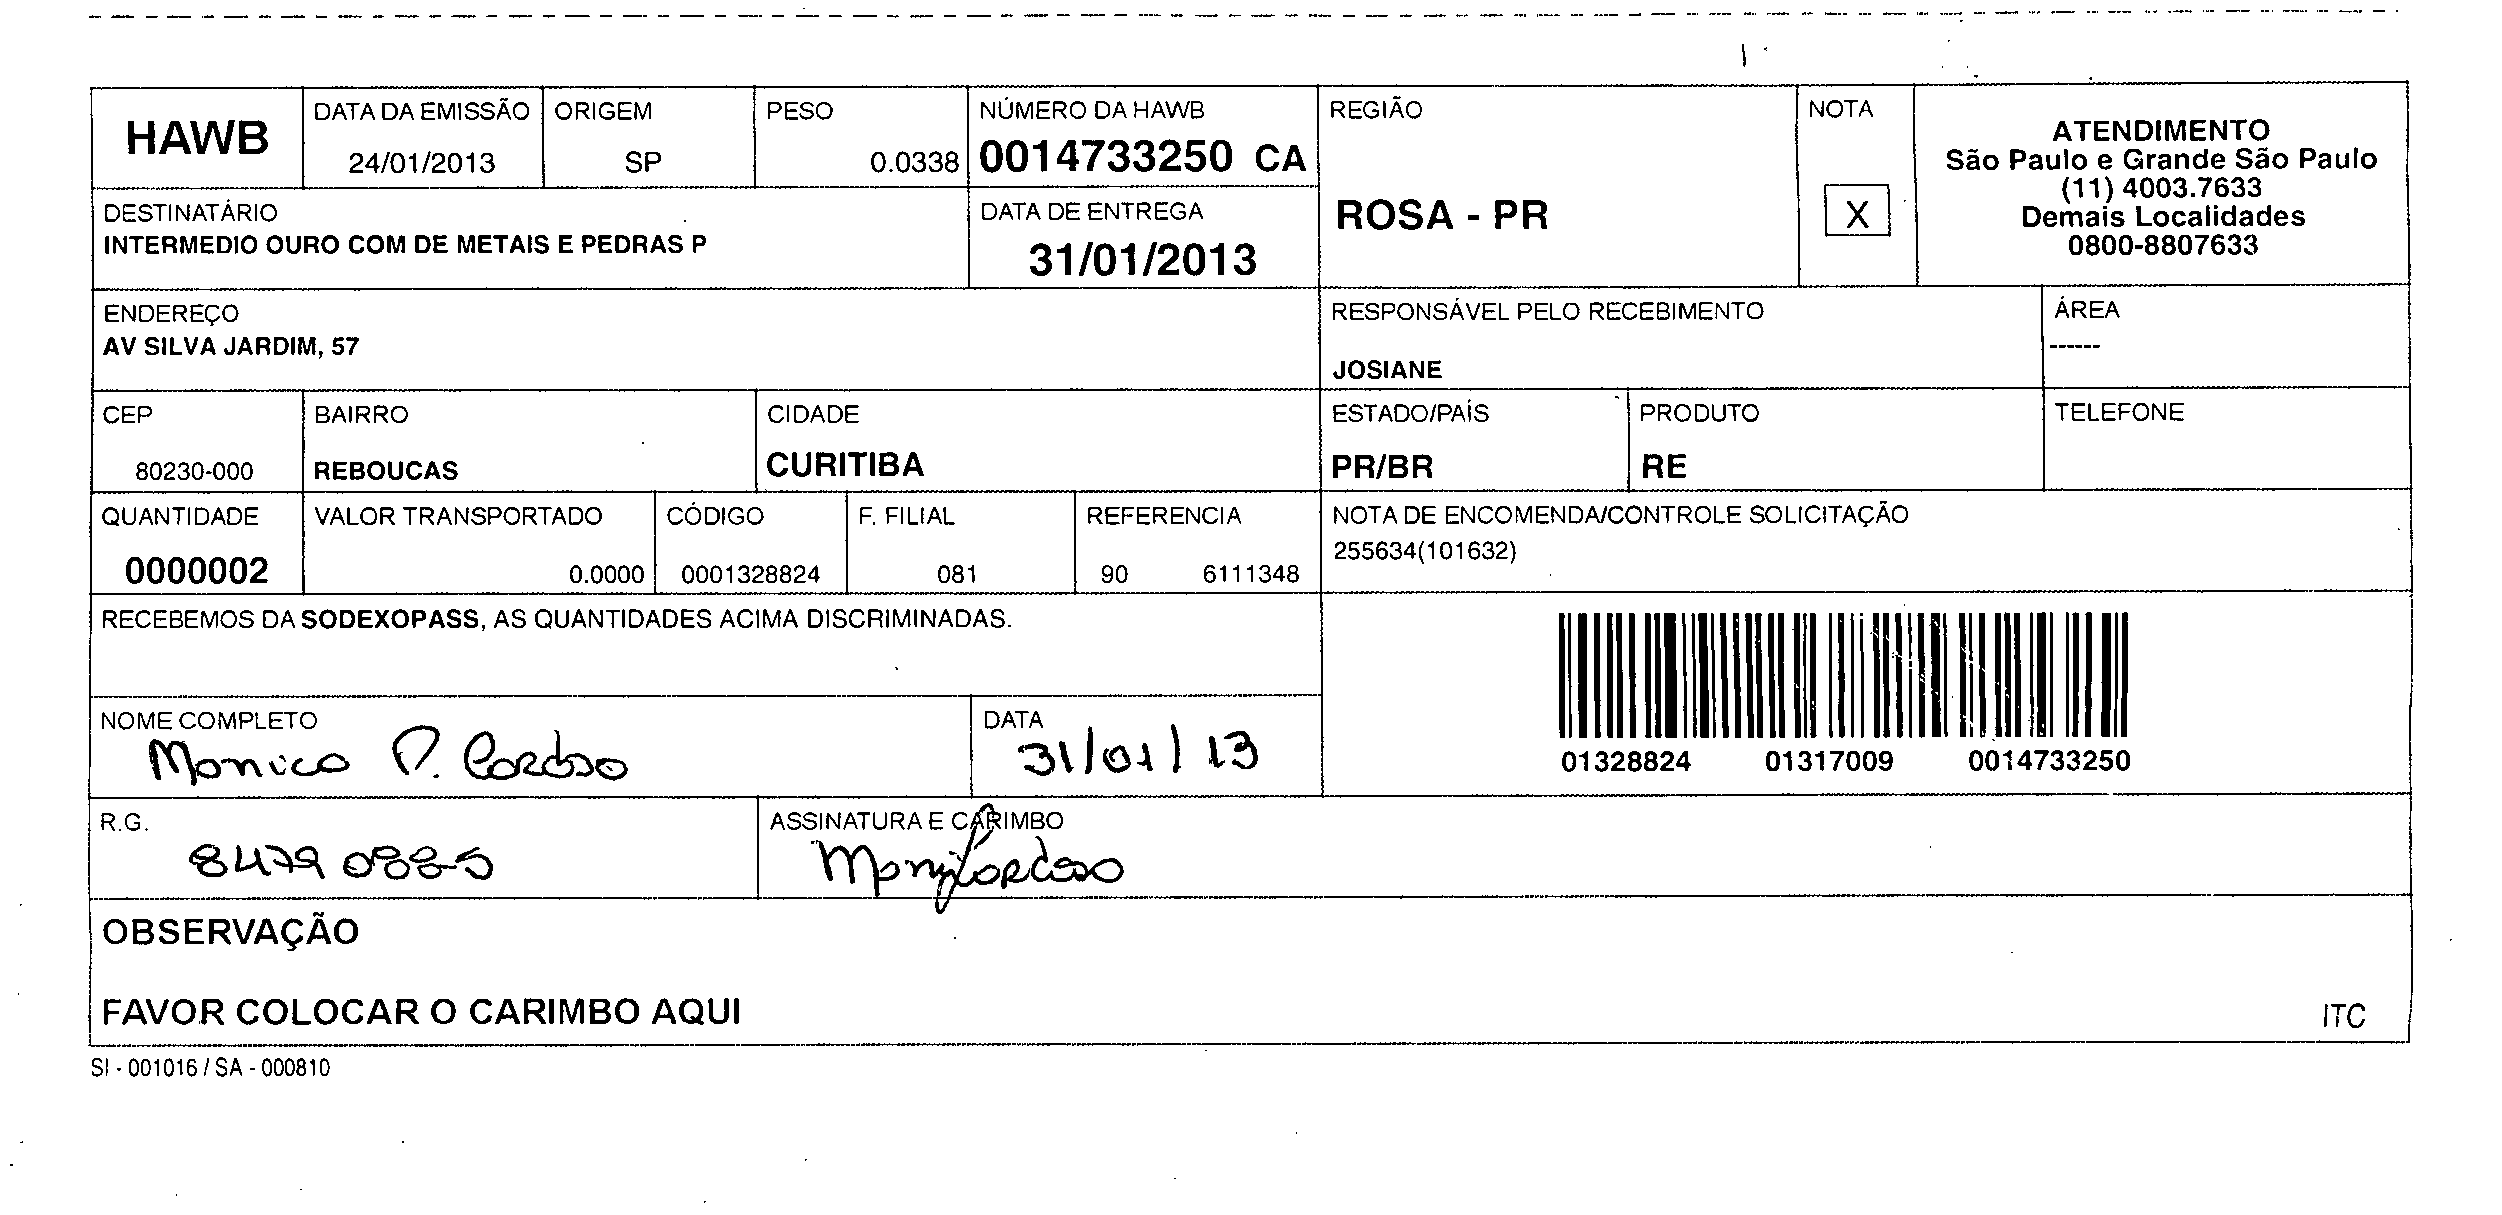 HAWB
DATA DA EMISSÃO
24/01/2013
ORIGEM
SP
PESO
0.0338
NÚMERO DA HAWB
0014733250 CA
REGIÃO
ROSA - PR
NOTA
X
ATENDIMENTO
São Paulo e Grande São Paulo
(11) 4003.7633
Demais Localidades
0800-8807633
DESTINATÁRIO
INTERMEDIO OURO COM DE METAIS E PEDRAS P
DATA DE ENTREGA
31/01/2013
ENDEREÇO
AV SILVA JARDIM, 57
RESPONSÁVEL PELO RECEBIMENTO
JOSIANE
ÁREA
------
CEP
80230-000
BAIRRO
REBOUCAS
CIDADE
CURITIBA
ESTADO/PAÍS
PR/BR
PRODUTO
RE
TELEFONE
QUANTIDADE
0000002
VALOR TRANSPORTADO
0.0000
CÓDIGO
0001328824
F. FILIAL
081
REFERENCIA
90 6111348
NOTA DE ENCOMENDA/CONTROLE SOLICITAÇÃO
255634(101632)
RECEBEMOS DA SODEXOPASS, AS QUANTIDADES ACIMA DISCRIMINADAS.
01328824 01317009 0014733250
NOME COMPLETO
Monica P. Cardoso
DATA
31/01/13
R.G.
8479088-5
ASSINATURA E CARIMBO
OBSERVAÇÃO
FAVOR COLOCAR O CARIMBO AQUI
ITC
SI - 001016 / SA - 000810